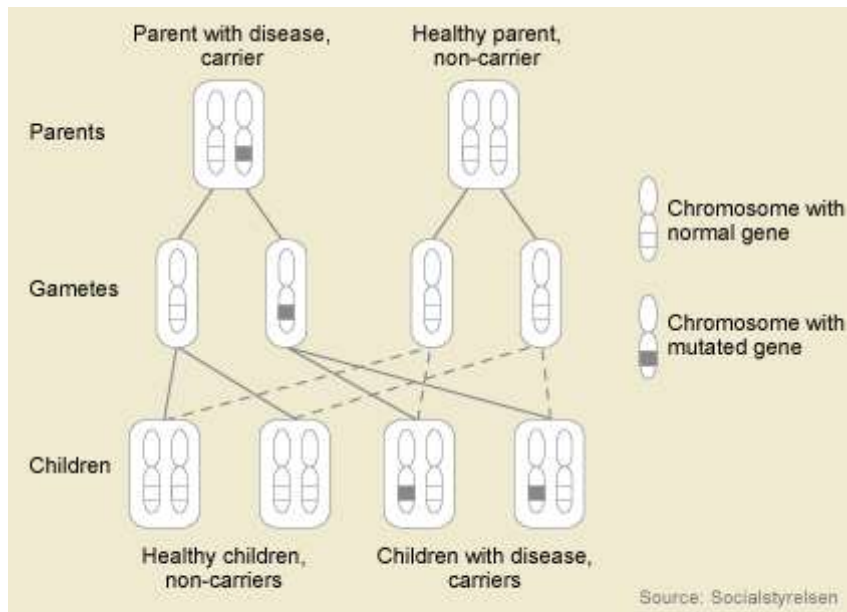 Parent with disease,
carrier
Healthy parent,
non-carrier
Parents
Chromosome with
normal gene
Gametes
Chromosome with
mutated gene
Children
Healthy children,
non-carriers
Children with disease,
carriers
Source: Socialstyrelsen